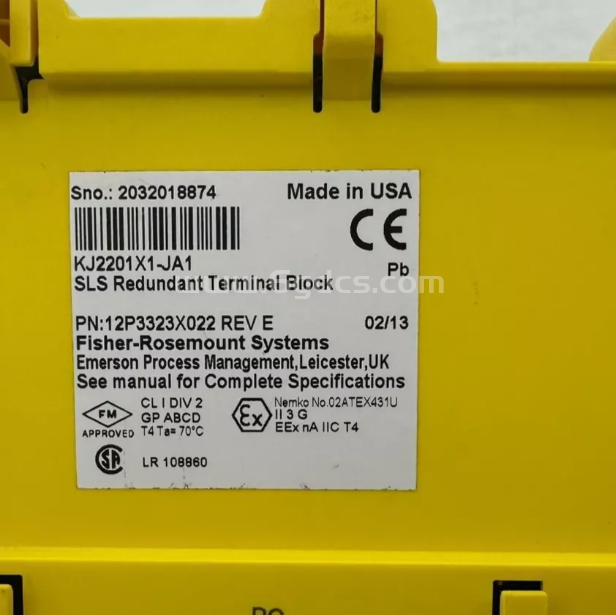 Sno.: 2032018874 Made in USA
CE
KJ2201X1-JA1 Pb
SLS Redundant Terminal Block
PN:12P3323X022 REV E 02/13
Fisher-Rosemount Systems
Emerson Process Management,Leicester,UK
See manual for Complete Specifications
FM
APPROVED
CL I DIV 2
GP ABCD
T4 Ta= 70°C
Ex
Nemko No.02ATEX431U
II 3 G
EEx nA IIC T4
SA
LR 108860